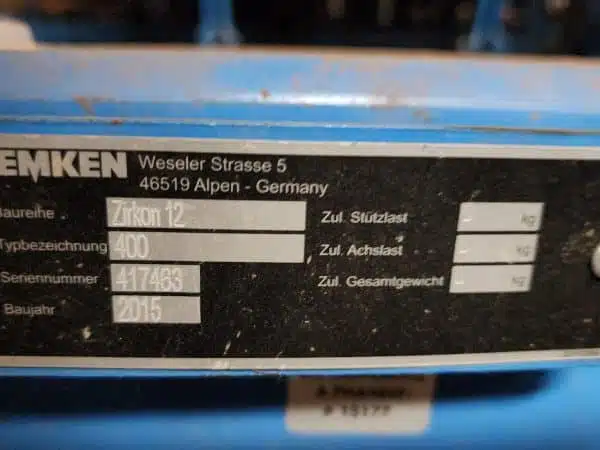 EMKEN Weseler Strasse 5
46519 Alpen - Germany
Baureihe Zirkon 12 Zul. Stützlast - kg
Typbezeichnung 400 Zul. Achslast - kg
Seriennummer 417463 Zul. Gesamtgewicht - kg
Baujahr 2015
# 15177